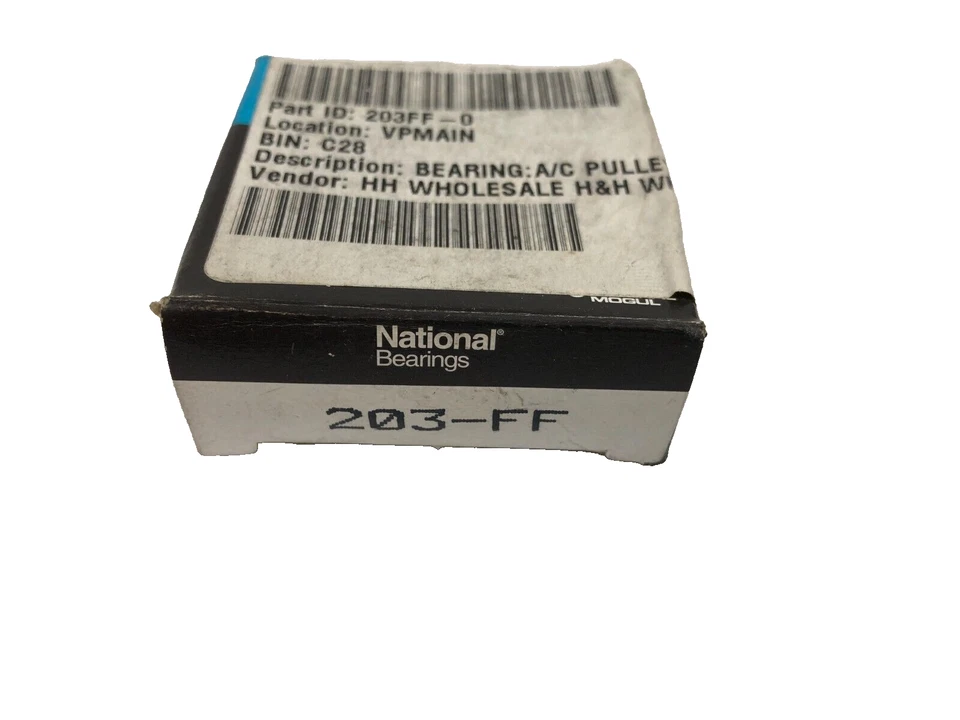 Part ID: 203FF-0
Location: VPMAIN
BIN: C28
Description: BEARING:A/C PULLE
Vendor: HH WHOLESALE H&H
MOGUL
National®
Bearings
203-FF